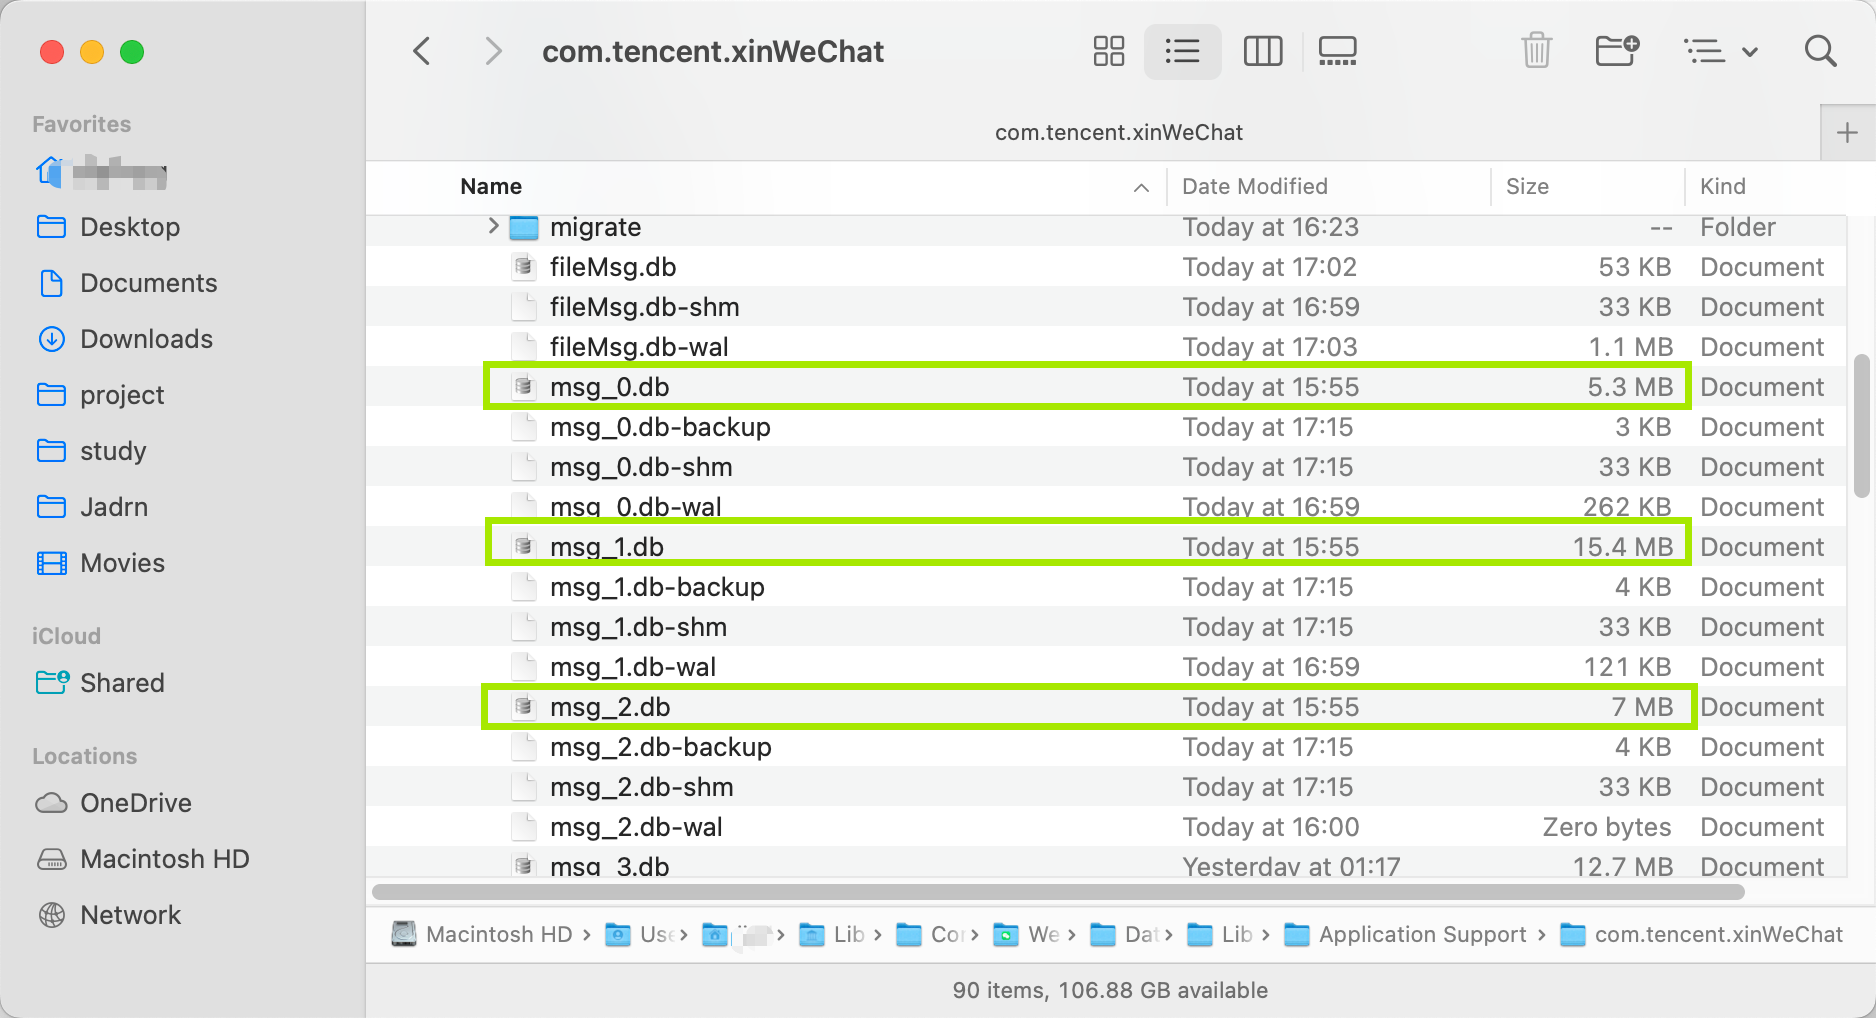 com.tencent.xinWeChat
com.tencent.xinWeChat
Favorites
Desktop
Documents
Downloads
project
study
Jadrn
Movies
iCloud
Shared
Locations
OneDrive
Macintosh HD
Network
Name Date Modified Size Kind
migrate Today at 16:23 -- Folder
fileMsg.db Today at 17:02 53 KB Document
fileMsg.db-shm Today at 16:59 33 KB Document
fileMsg.db-wal Today at 17:03 1.1 MB Document
msg_0.db Today at 15:55 5.3 MB Document
msg_0.db-backup Today at 17:15 3 KB Document
msg_0.db-shm Today at 17:15 33 KB Document
msg_0.db-wal Today at 16:59 262 KB Document
msg_1.db Today at 15:55 15.4 MB Document
msg_1.db-backup Today at 17:15 4 KB Document
msg_1.db-shm Today at 17:15 33 KB Document
msg_1.db-wal Today at 16:59 121 KB Document
msg_2.db Today at 15:55 7 MB Document
msg_2.db-backup Today at 17:15 4 KB Document
msg_2.db-shm Today at 17:15 33 KB Document
msg_2.db-wal Today at 16:00 Zero bytes Document
msg_3.db Yesterday at 01:17 12.7 MB Document
Macintosh HD › Use › › Lib › Cor › We › Dat › Lib › Application Support › com.tencent.xinWeChat
90 items, 106.88 GB available